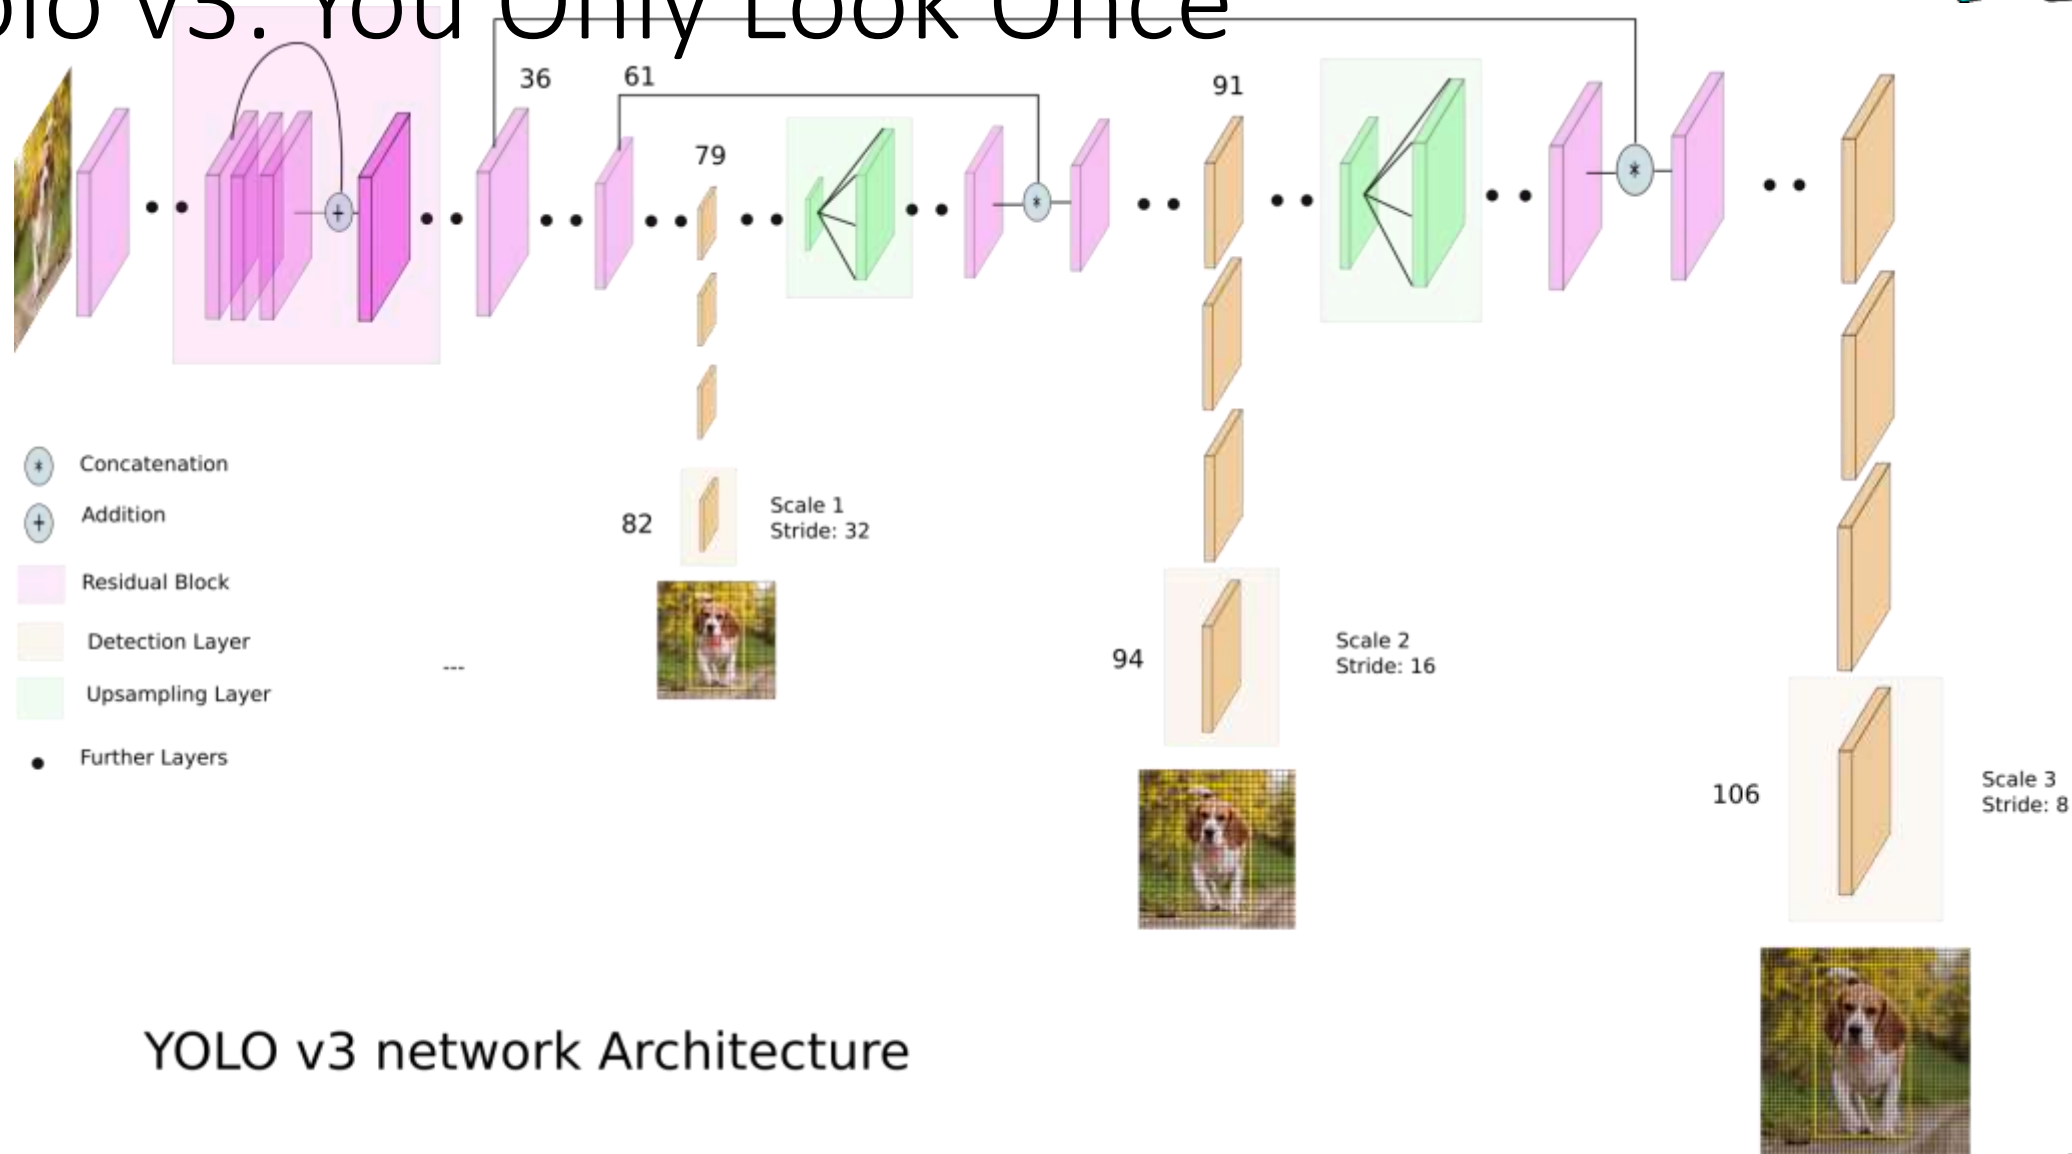 olo v3: You Only Look Once
36
61
91
79
+
*
*
* Concatenation
+ Addition
Residual Block
Detection Layer
Upsampling Layer
Further Layers
---
82
Scale 1
Stride: 32
94
Scale 2
Stride: 16
106
Scale 3
Stride: 8
YOLO v3 network Architecture